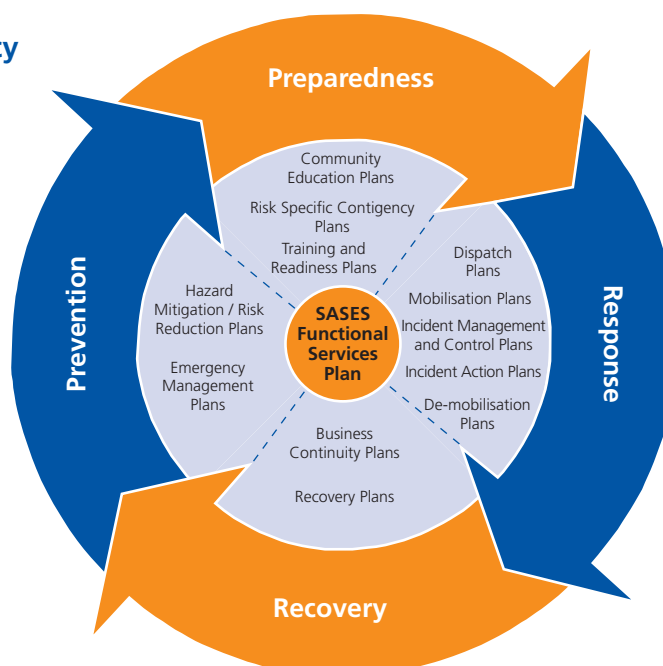 ty
Preparedness
Community
Education Plans
Risk Specific Contigency
Plans
Training and
Readiness Plans
Prevention
Hazard
Mitigation / Risk
Reduction Plans
Emergency
Management
Plans
SASES
Functional
Services
Plan
Dispatch
Plans
Mobilisation Plans
Incident Management
and Control Plans
Incident Action Plans
De-mobilisation
Plans
Response
Business
Continuity Plans
Recovery Plans
Recovery